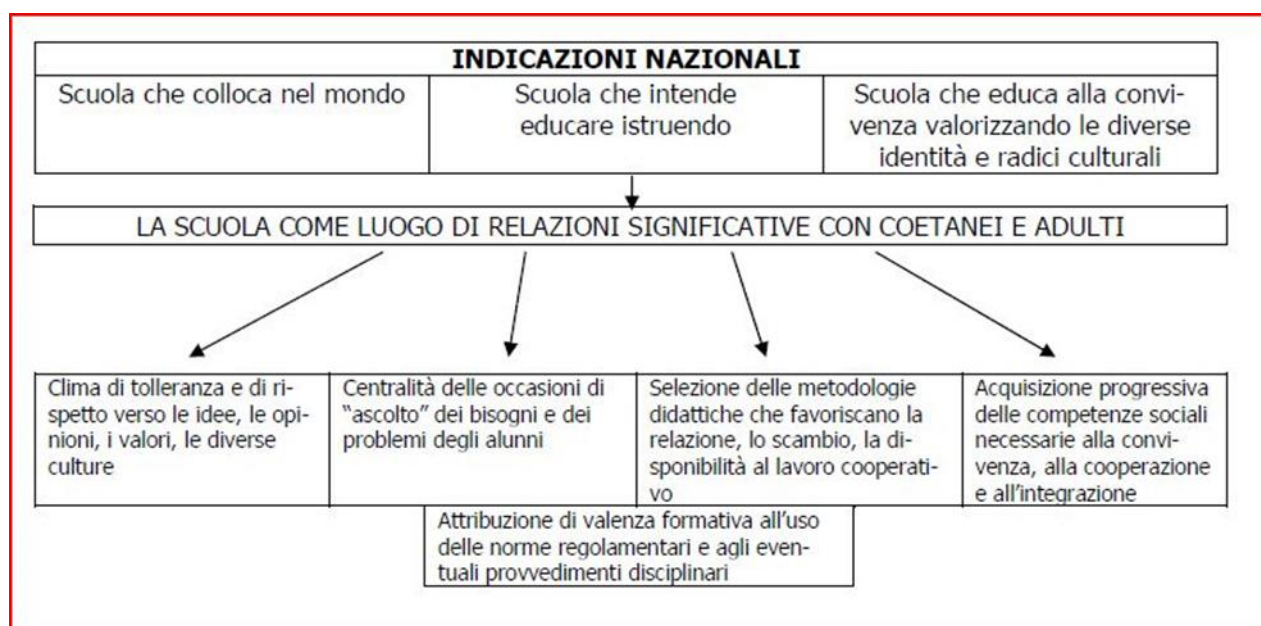 INDICAZIONI NAZIONALI
Scuola che colloca nel mondo
Scuola che intende
educare istruendo
Scuola che educa alla convi-
venza valorizzando le diverse
identità e radici culturali
LA SCUOLA COME LUOGO DI RELAZIONI SIGNIFICATIVE CON COETANEI E ADULTI
Clima di tolleranza e di ri-
spetto verso le idee, le opi-
nioni, i valori, le diverse
culture
Centralità delle occasioni di
“ascolto” dei bisogni e dei
problemi degli alunni
Selezione delle metodologie
didattiche che favoriscano la
relazione, lo scambio, la di-
sponibilità al lavoro cooperati-
vo
Acquisizione progressiva
delle competenze sociali
necessarie alla convi-
venza, alla cooperazione
e all’integrazione
Attribuzione di valenza formativa all’uso
delle norme regolamentari e agli even-
tuali provvedimenti disciplinari